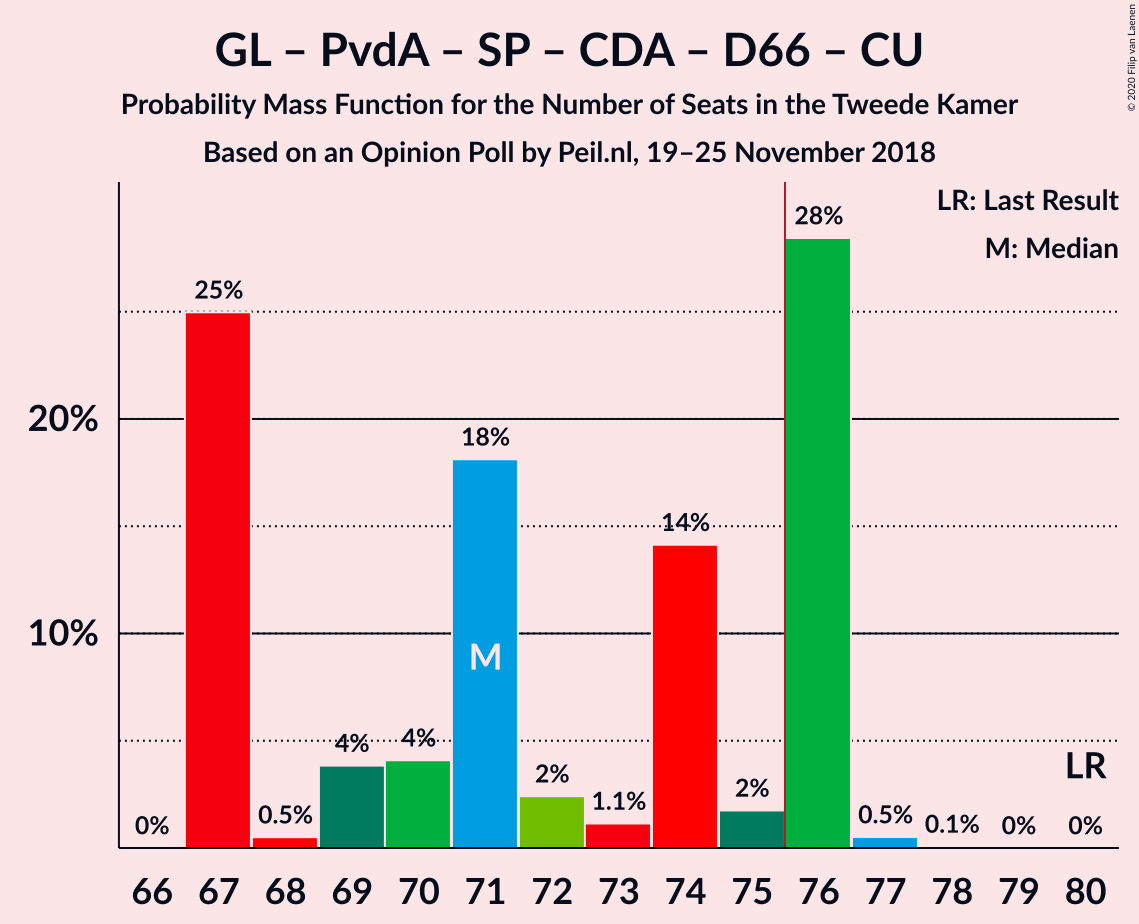 GL – PvdA – SP – CDA – D66 – CU
Probability Mass Function for the Number of Seats in the Tweede Kamer
Based on an Opinion Poll by Peil.nl, 19–25 November 2018
© 2020 Filip van Laenen
LR: Last Result
M: Median
28%
25%
20%
18%
14%
10%
M
4%
4%
LR
2%
2%
1.1%
0%
0.5%
0.5%
0.1%
0%
0%
66 67 68 69 70 71 72 73 74 75 76 77 78 79 80